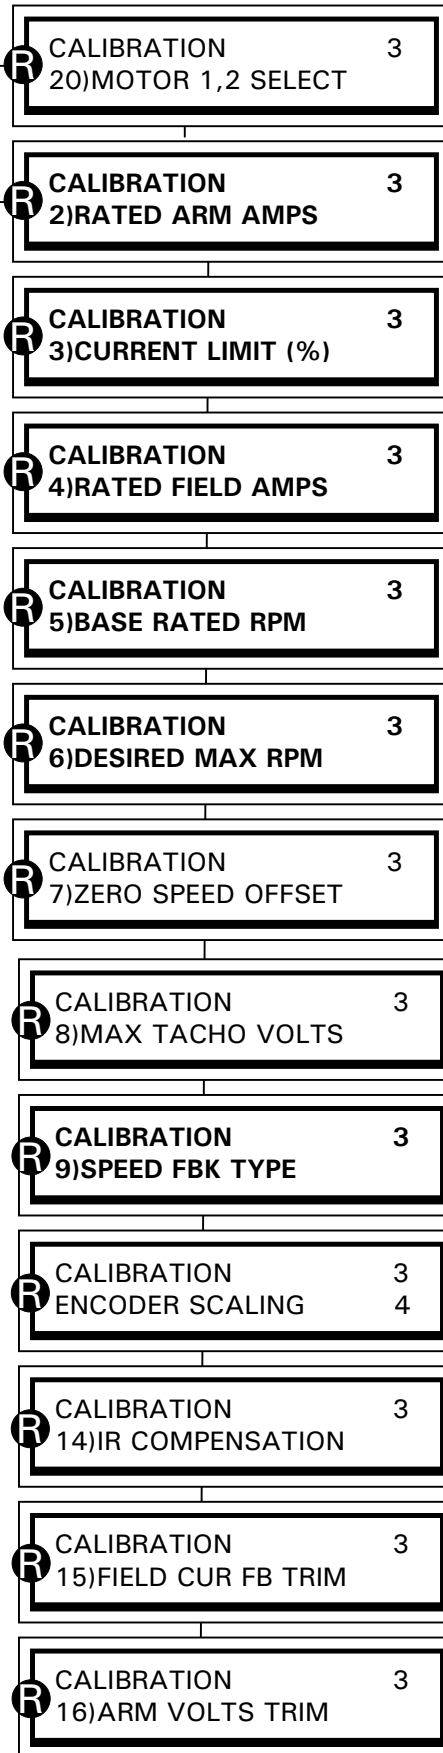 R
CALIBRATION 3
20)MOTOR 1,2 SELECT
R
CALIBRATION 3
2)RATED ARM AMPS
R
CALIBRATION 3
3)CURRENT LIMIT (%)
R
CALIBRATION 3
4)RATED FIELD AMPS
R
CALIBRATION 3
5)BASE RATED RPM
R
CALIBRATION 3
6)DESIRED MAX RPM
R
CALIBRATION 3
7)ZERO SPEED OFFSET
R
CALIBRATION 3
8)MAX TACHO VOLTS
R
CALIBRATION 3
9)SPEED FBK TYPE
R
CALIBRATION 3
ENCODER SCALING 4
R
CALIBRATION 3
14)IR COMPENSATION
R
CALIBRATION 3
15)FIELD CUR FB TRIM
R
CALIBRATION 3
16)ARM VOLTS TRIM